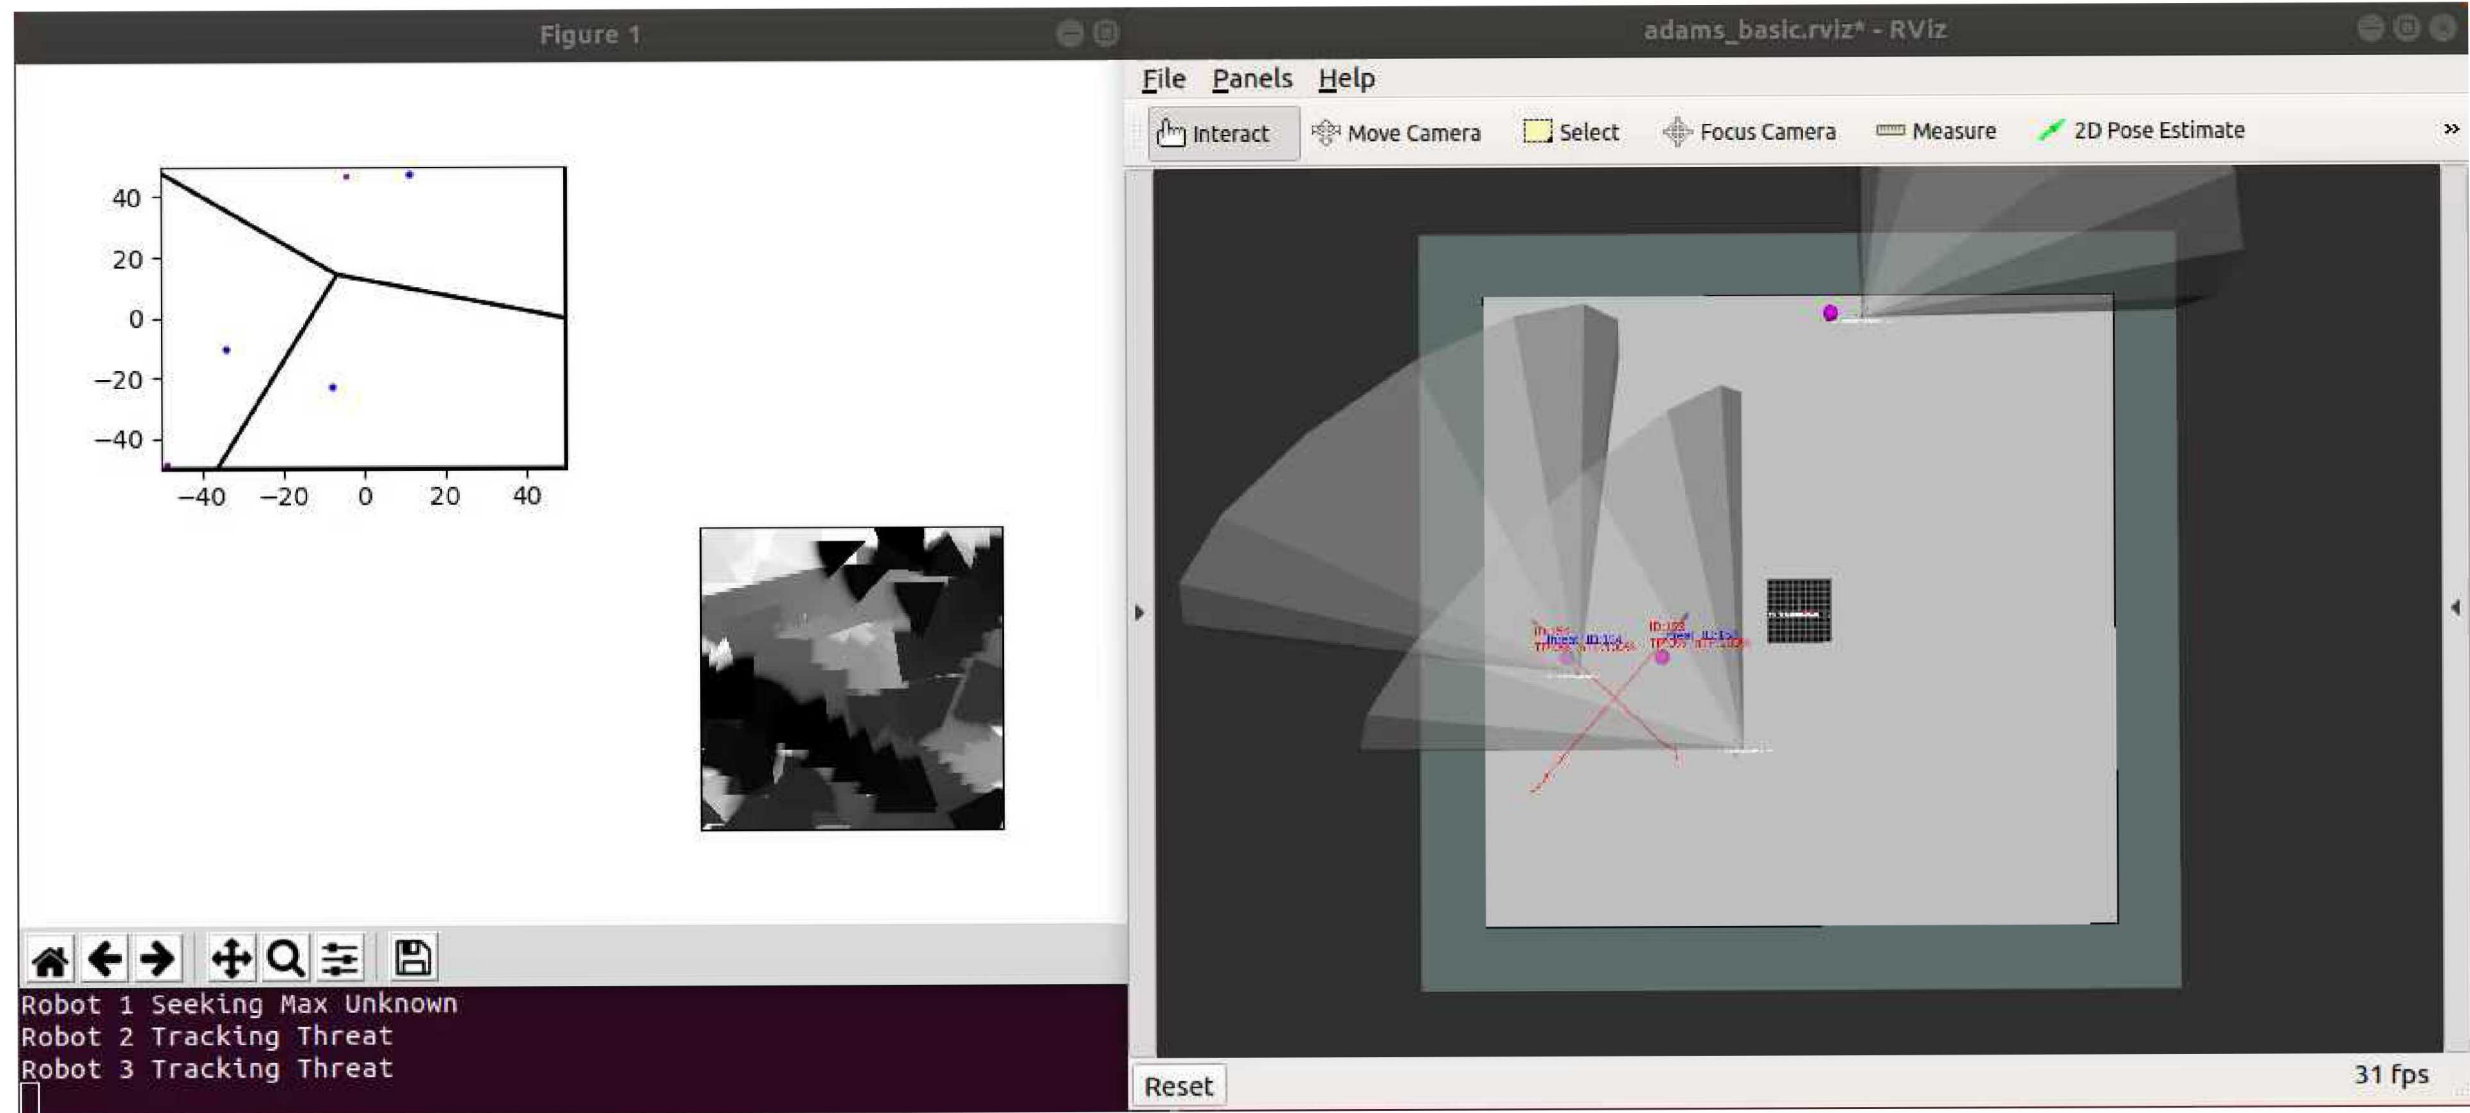 Figure 1
40
20
0
−20
−40
−40 −20 0 20 40
Robot 1 Seeking Max Unknown
Robot 2 Tracking Threat
Robot 3 Tracking Threat
adams_basic.rviz* - RViz
File Panels Help
Interact Move Camera Select Focus Camera Measure 2D Pose Estimate »
Reset
31 fps